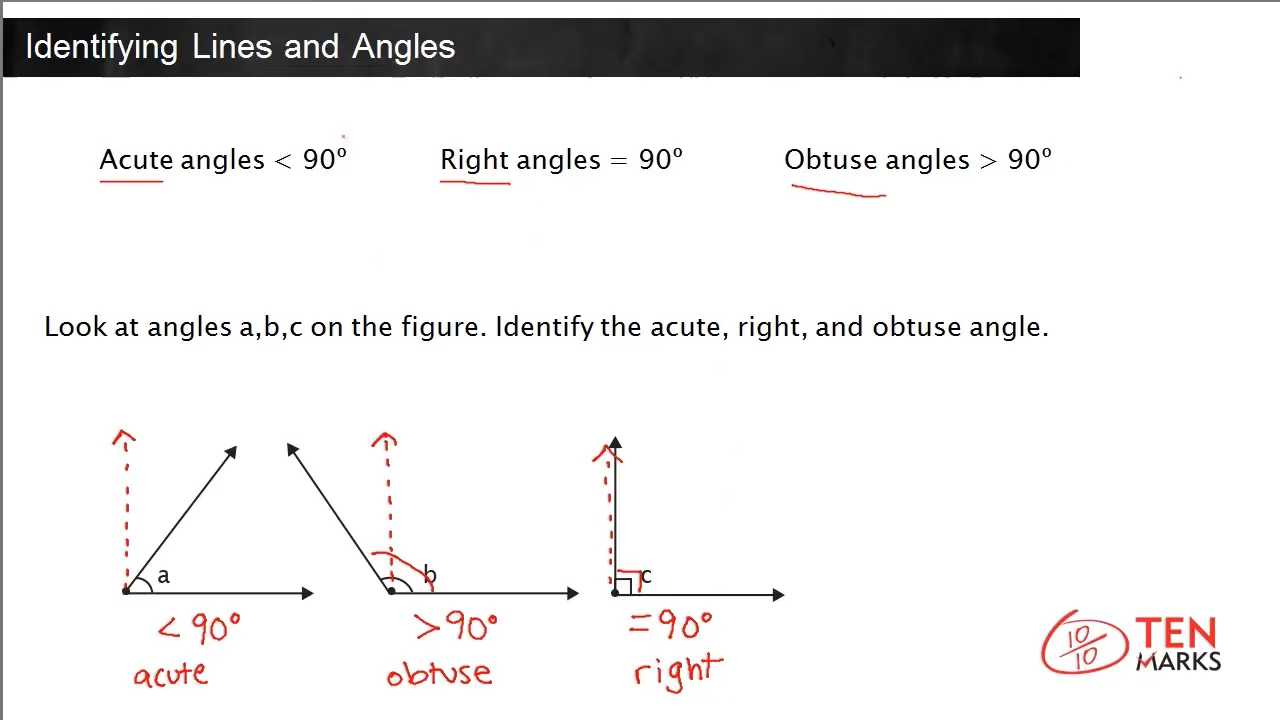 Identifying Lines and Angles
Acute angles < 90º Right angles = 90º Obtuse angles > 90º
Look at angles a,b,c on the figure. Identify the acute, right, and obtuse angle.
a b c
< 90° > 90° = 90°
acute obtuse right
10/10 TEN
MARKS